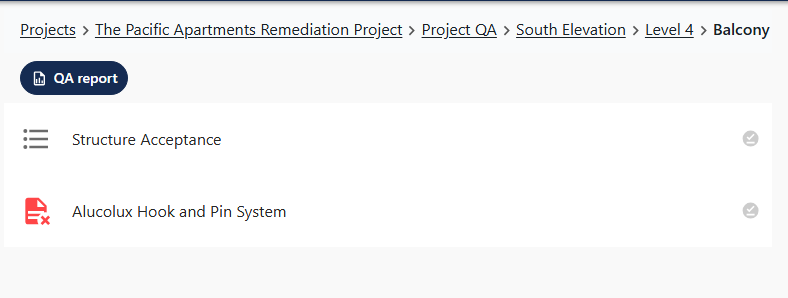 Projects > The Pacific Apartments Remediation Project > Project QA > South Elevation > Level 4 > Balcony
QA report
Structure Acceptance
Alucolux Hook and Pin System